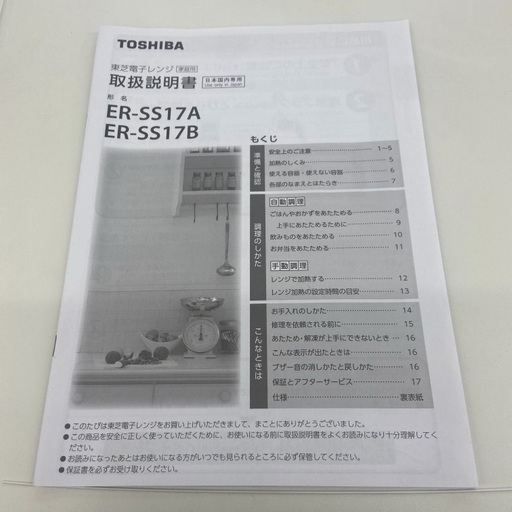 TOSHIBA
東芝電子レンジ 家庭用
取扱説明書 日本国内専用
Use only in Japan
形名
ER-SS17A
ER-SS17B
もくじ
準備と確認
安全上のご注意 1~5
加熱のしくみ 5
使える容器・使えない容器 6
各部のなまえとはたらき 7
調理のしかた
自動調理
ごはんやおかずをあたためる 8
上手にあたためるために 9
飲みものをあたためる 10
お弁当をあたためる 11
手動調理
レンジで加熱する 12
レンジ加熱の設定時間の目安 13
こんなときは
お手入れのしかた 14
修理を依頼される前に 15
あたため・解凍が上手にできないとき 16
こんな表示が出たときは 16
ブザー音の消しかたと戻しかた 16
保証とアフターサービス 17
仕様 裏表紙
●このたびは東芝電子レンジをお買い上げいただきまして、まことにありがとうございました。
●この商品を安全に正しく使っていただくために、お使いになる前に取扱説明書をよくお読みになり十分理解してく
ださい。
●お読みになったあとはお使いになる方がいつでも見られるところに必ず保管してください。
●保証書を必ずお受け取りください。